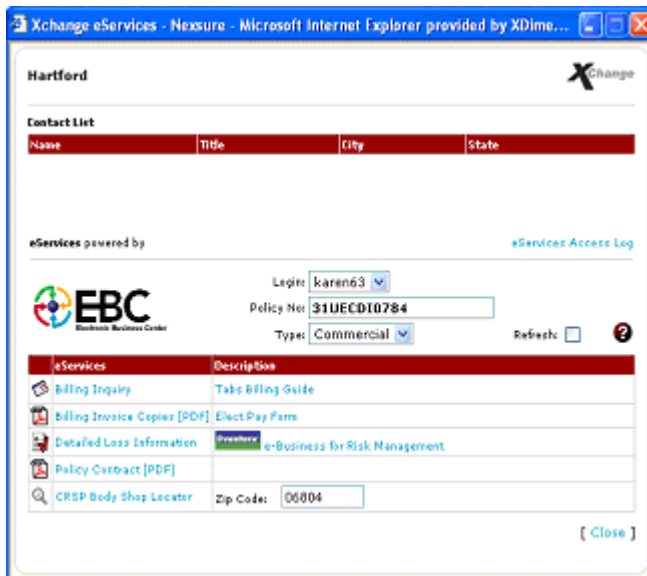 Xchange eServices - Nexsure - Microsoft Internet Explorer provided by XDime...
Hartford
XChange
Contact List
Name Title City State
eServices powered by eServices Access Log
Login: karen63
EBC
Electronic Business Center
Policy No: 31UECDI0784
Type: Commercial Refresh: ?
eServices Description
Billing Inquiry Tabs Billing Guide
Billing Invoice Copies [PDF] Elect Pay Form
Detailed Loss Information e-Business for Risk Management
Policy Contract [PDF]
CRSP Body Shop Locator Zip Code: 06804
[ Close ]